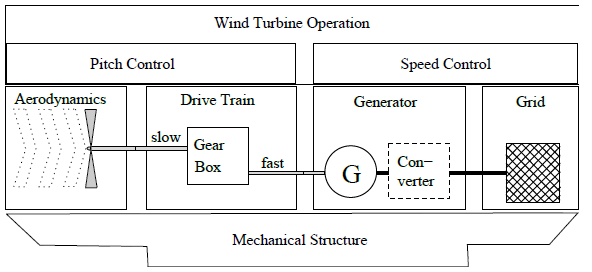 Wind Turbine Operation
Pitch Control
Speed Control
Aerodynamics
Drive Train
Generator
Grid
slow
Gear
Box
fast
G
Con−
verter
Mechanical Structure